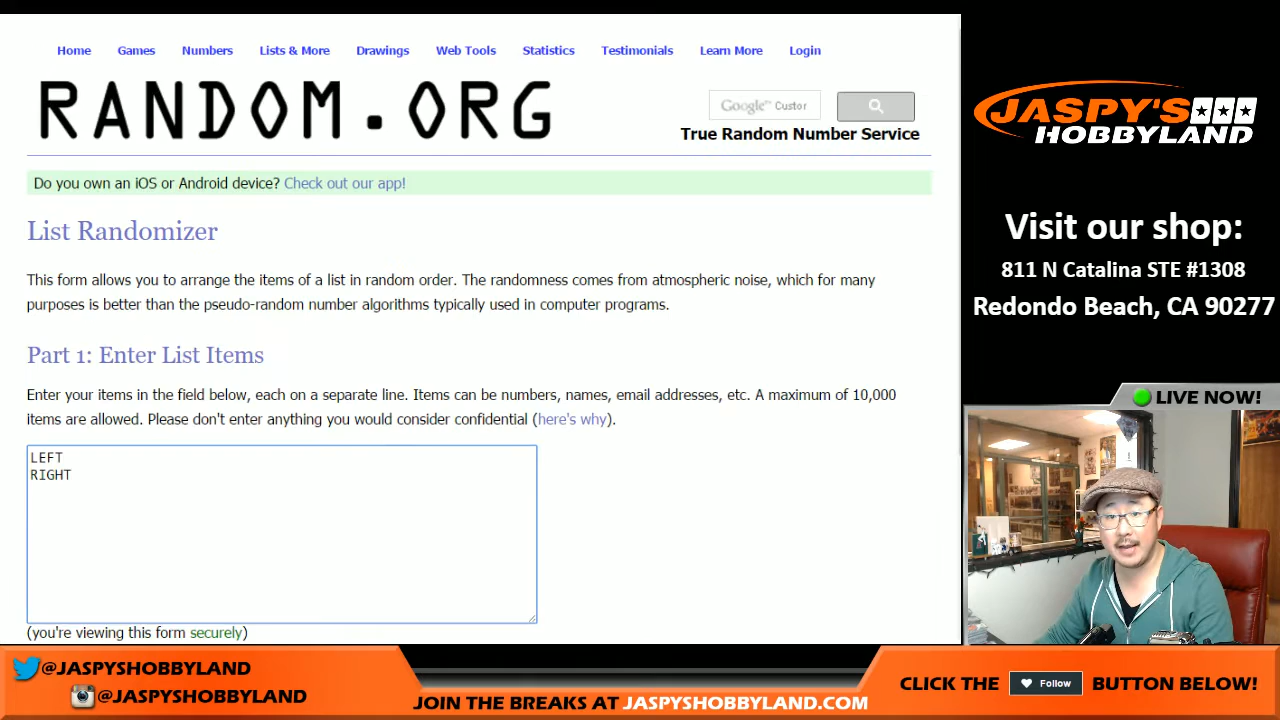 Home Games Numbers Lists & More Drawings Web Tools Statistics Testimonials Learn More Login
RANDOM.ORG
Google™ Custor
True Random Number Service
Do you own an iOS or Android device? Check out our app!
List Randomizer
This form allows you to arrange the items of a list in random order. The randomness comes from atmospheric noise, which for many
purposes is better than the pseudo-random number algorithms typically used in computer programs.
Part 1: Enter List Items
Enter your items in the field below, each on a separate line. Items can be numbers, names, email addresses, etc. A maximum of 10,000
items are allowed. Please don't enter anything you would consider confidential (here's why).
LEFT
RIGHT
(you're viewing this form securely)
JASPY'S
HOBBYLAND
Visit our shop:
811 N Catalina STE #1308
Redondo Beach, CA 90277
LIVE NOW!
@JASPYSHOBBYLAND
@JASPYSHOBBYLAND
JOIN THE BREAKS AT JASPYSHOBBYLAND.COM
CLICK THE Follow BUTTON BELOW!